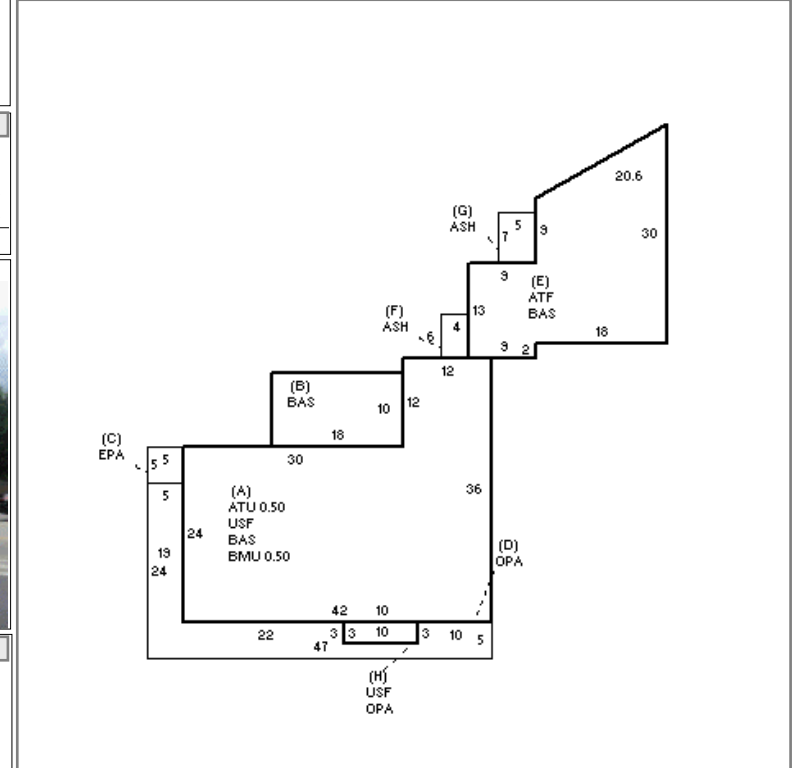 20.6
(G)
ASH
5
7
9
30
9
(E)
ATF
BAS
(F)
ASH
13
4
6
18
9
2
12
(B)
BAS
10
12
18
(C)
EPA
5
5
30
5
36
(A)
ATU 0.50
USF
BAS
BMU 0.50
24
19
24
(D)
OPA
42
10
22
3
3
10
3
10
5
47
(H)
USF
OPA